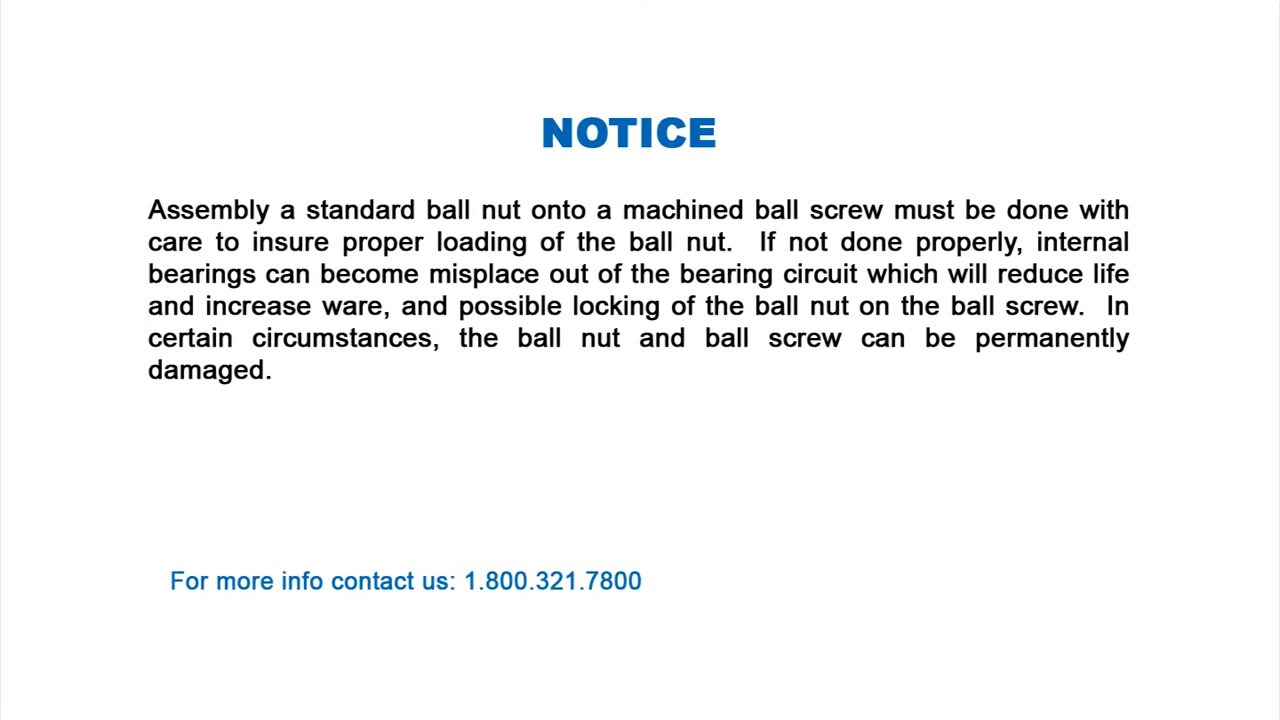 NOTICE
Assembly a standard ball nut onto a machined ball screw must be done with
care to insure proper loading of the ball nut.  If not done properly, internal
bearings can become misplace out of the bearing circuit which will reduce life
and increase ware, and possible locking of the ball nut on the ball screw.  In
certain circumstances, the ball nut and ball screw can be permanently
damaged.
For more info contact us: 1.800.321.7800